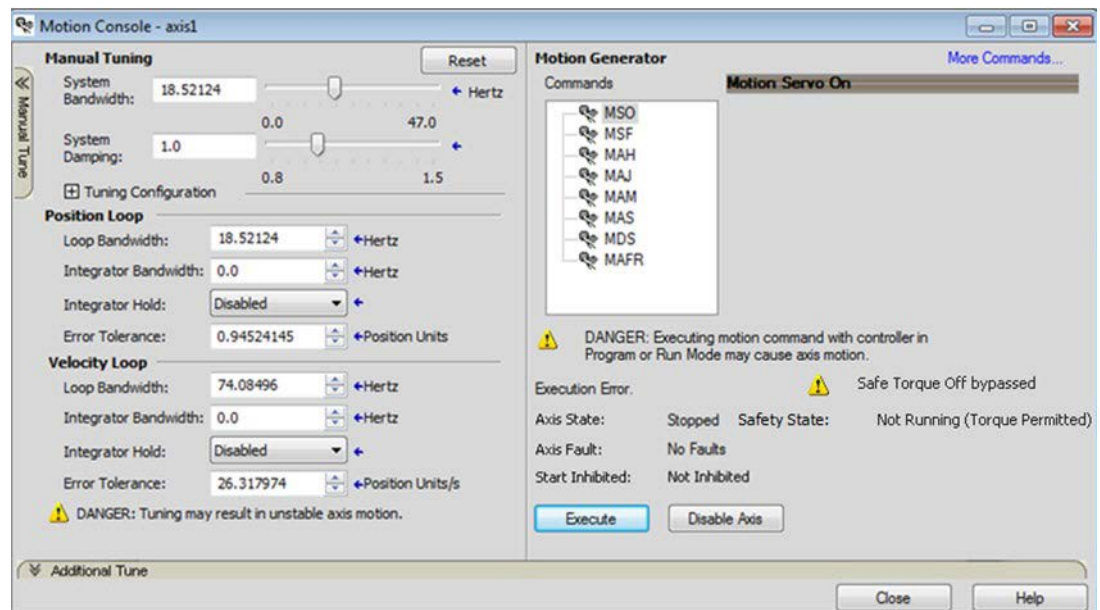 Motion Console - axis1
Manual Tuning
Reset
Manual Tune
System Bandwidth:
18.52124
Hertz
0.0 47.0
System Damping:
1.0
0.8 1.5
Tuning Configuration
Position Loop
Loop Bandwidth: 18.52124 Hertz
Integrator Bandwidth: 0.0 Hertz
Integrator Hold: Disabled
Error Tolerance: 0.94524145 Position Units
Velocity Loop
Loop Bandwidth: 74.08496 Hertz
Integrator Bandwidth: 0.0 Hertz
Integrator Hold: Disabled
Error Tolerance: 26.317974 Position Units/s
DANGER: Tuning may result in unstable axis motion.
Motion Generator
More Commands...
Commands
Motion Servo On
MSO
MSF
MAH
MAJ
MAM
MAS
MDS
MAFR
DANGER: Executing motion command with controller in
Program or Run Mode may cause axis motion.
Execution Error.
Safe Torque Off bypassed
Axis State: Stopped Safety State: Not Running (Torque Permitted)
Axis Fault: No Faults
Start Inhibited: Not Inhibited
Execute Disable Axis
Additional Tune
Close Help